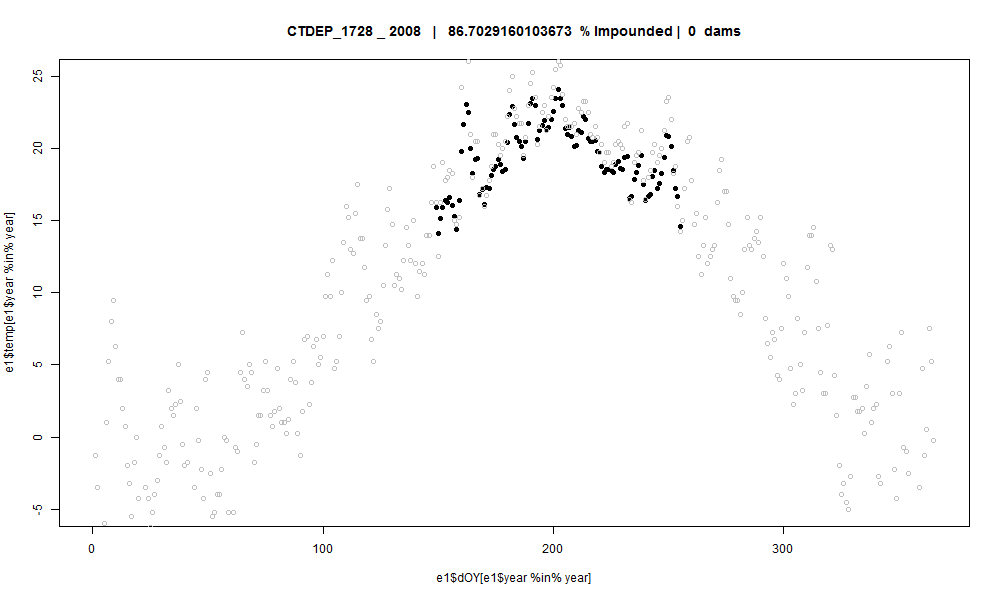 CTDEP_1728 _ 2008 | 86.7029160103673 % Impounded | 0 dams
25
20
15
10
5
0
-5
e1$temp[e1$year %in% year]
0 100 200 300
e1$dOY[e1$year %in% year]